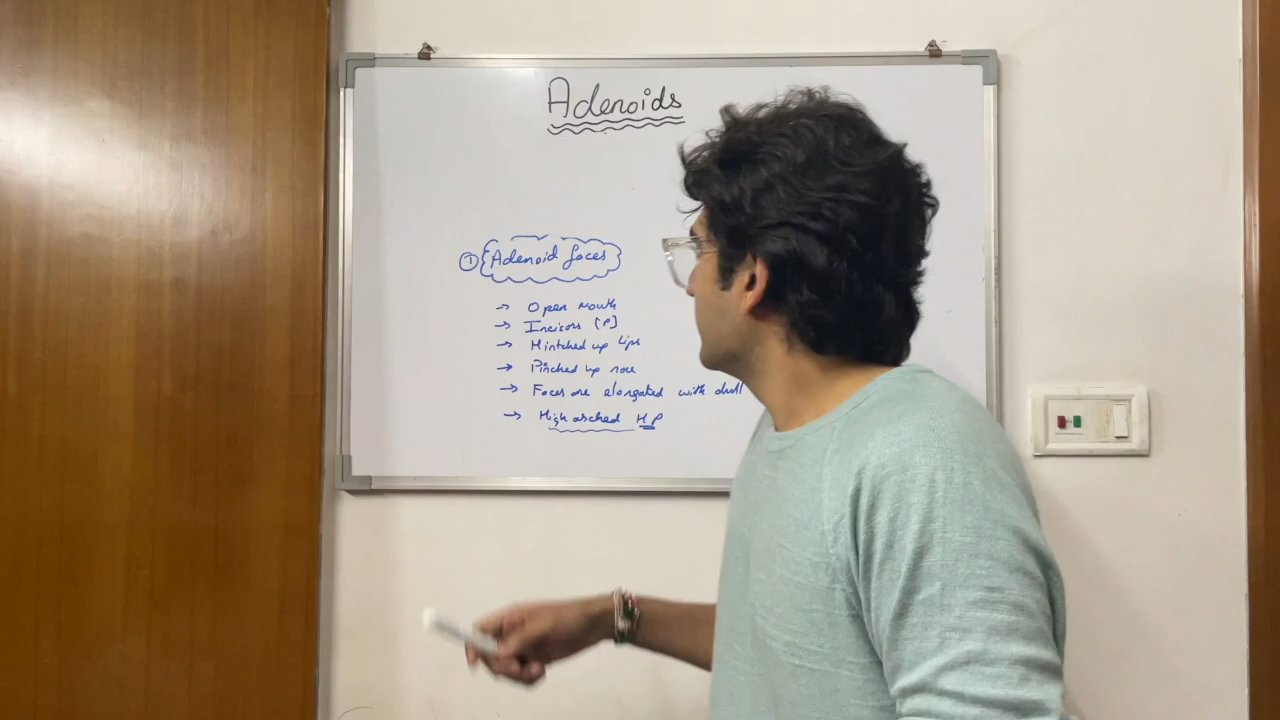 Adenoids
① Adenoid faces
→ Open Mouth
→ Incisors [P]
→ Hintched up lips
→ Pinched up nose
→ Faces are elongated with dull
→ High arched HP